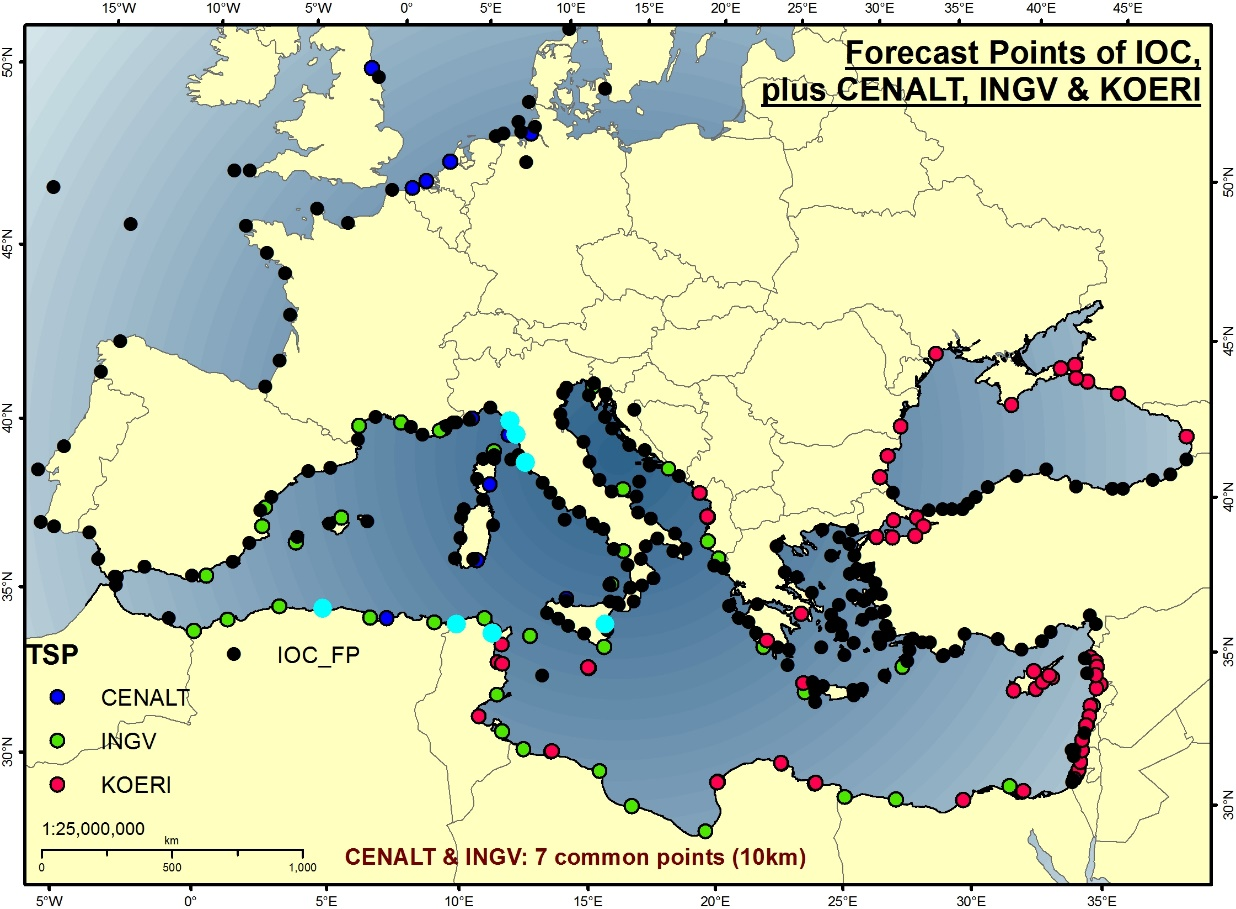 15°W 10°W 5°W 0° 5°E 10°E 15°E 20°E 25°E 30°E 35°E 40°E 45°E
Forecast Points of IOC,
plus CENALT, INGV & KOERI
50°N
50°N
45°N
45°N
40°N
40°N
35°N
35°N
30°N
30°N
TSP
IOC_FP
CENALT
INGV
KOERI
1:25,000,000
km
0 500 1,000
CENALT & INGV: 7 common points (10km)
5°W 0° 5°E 10°E 15°E 20°E 25°E 30°E 35°E